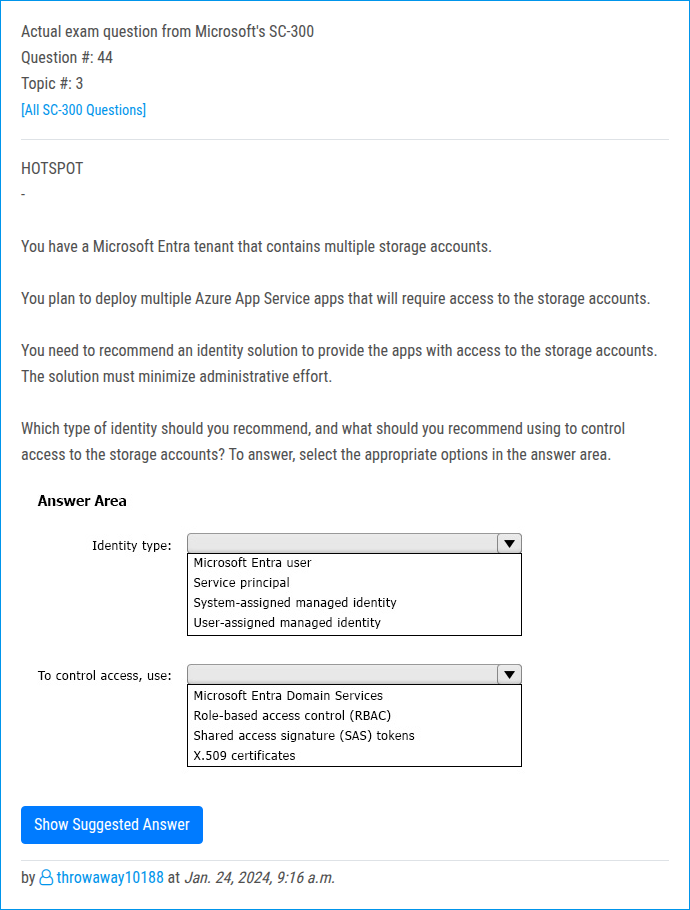 Actual exam question from Microsoft's SC-300
Question #: 44
Topic #: 3
[All SC-300 Questions]
HOTSPOT
-
You have a Microsoft Entra tenant that contains multiple storage accounts.
You plan to deploy multiple Azure App Service apps that will require access to the storage accounts.
You need to recommend an identity solution to provide the apps with access to the storage accounts.
The solution must minimize administrative effort.
Which type of identity should you recommend, and what should you recommend using to control
access to the storage accounts? To answer, select the appropriate options in the answer area.
Answer Area
Identity type:
Microsoft Entra user
Service principal
System-assigned managed identity
User-assigned managed identity
To control access, use:
Microsoft Entra Domain Services
Role-based access control (RBAC)
Shared access signature (SAS) tokens
X.509 certificates
Show Suggested Answer
by throwaway10188 at Jan. 24, 2024, 9:16 a.m.